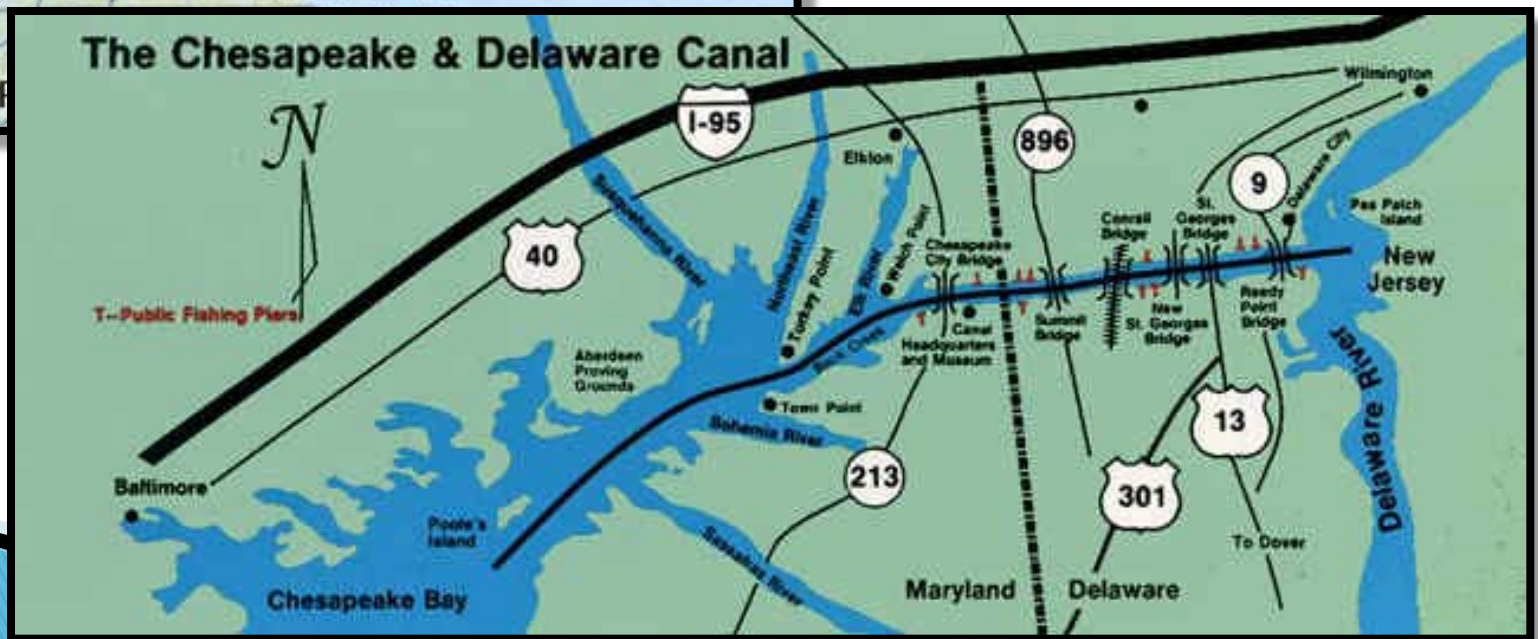 The Chesapeake & Delaware Canal
N
I-95
40
T--Public Fishing Piers
Susquehanna River
Northeast River
Turkey Point
Elk River
Welch Point
Elkton
Chesapeake
City Bridge
Back Creek
Canal
Headquarters
and Museum
896
Summit
Bridge
Conrail
Bridge
New
St. Georges
Bridge
St.
Georges
Bridge
9
Delaware City
Reedy
Point
Bridge
Wilmington
Pea Patch
Island
New
Jersey
Delaware River
Aberdeen
Proving
Grounds
Town Point
Bohemia River
213
301
13
To Dover
Baltimore
Poole's
Island
Chesapeake Bay
Sassafras River
Maryland
Delaware